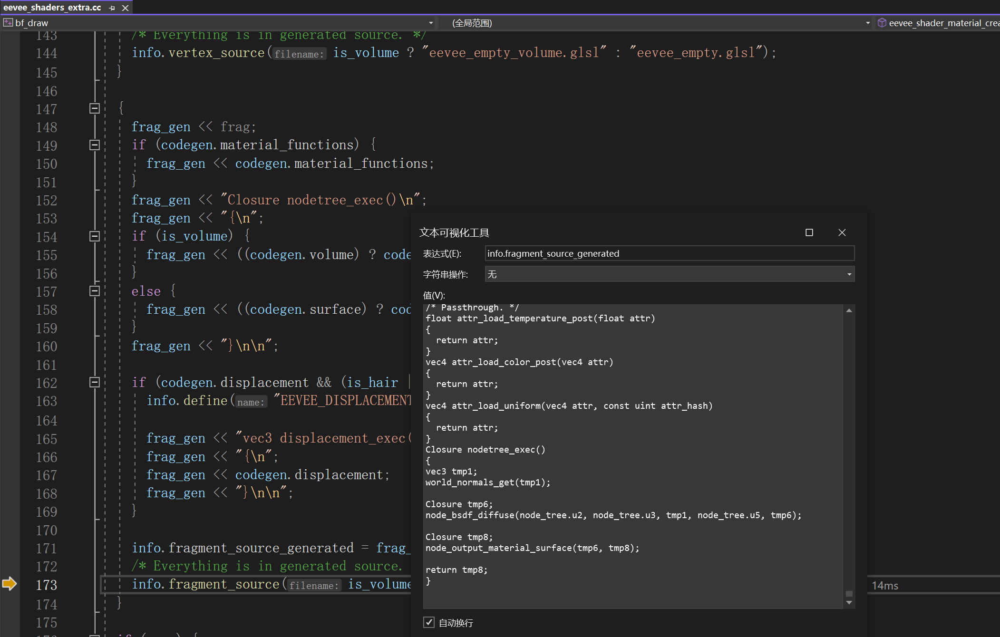 eevee_shaders_extra.cc
bf_draw
(全局范围)
eevee_shader_material_crea
143 /* Everything is in generated source. */
144 info.vertex_source(filename: is_volume ? "eevee_empty_volume.glsl" : "eevee_empty.glsl");
145 }
146
147 {
148 frag_gen << frag;
149 if (codegen.material_functions) {
150 frag_gen << codegen.material_functions;
151 }
152 frag_gen << "Closure nodetree_exec()\n";
153 frag_gen << "{\n";
154 if (is_volume) {
155 frag_gen << ((codegen.volume) ? code
156 }
157 else {
158 frag_gen << ((codegen.surface) ? cod
159 }
160 frag_gen << "}\n\n";
161
162 if (codegen.displacement && (is_hair |
163 info.define(name: "EEVEE_DISPLACEMENT
164
165 frag_gen << "vec3 displacement_exec(
166 frag_gen << "{\n";
167 frag_gen << codegen.displacement;
168 frag_gen << "}\n\n";
169 }
170
171 info.fragment_source_generated = frag_
172 /* Everything is in generated source.
173 info.fragment_source(filename: is_volume
14ms
174 }
175
文本可视化工具
表达式(E): info.fragment_source_generated
字符串操作: 无
值(V):
/* Passthrough. */
float attr_load_temperature_post(float attr)
{
return attr;
}
vec4 attr_load_color_post(vec4 attr)
{
return attr;
}
vec4 attr_load_uniform(vec4 attr, const uint attr_hash)
{
return attr;
}
Closure nodetree_exec()
{
vec3 tmp1;
world_normals_get(tmp1);
Closure tmp6;
node_bsdf_diffuse(node_tree.u2, node_tree.u3, tmp1, node_tree.u5, tmp6);
Closure tmp8;
node_output_material_surface(tmp6, tmp8);
return tmp8;
}
自动换行